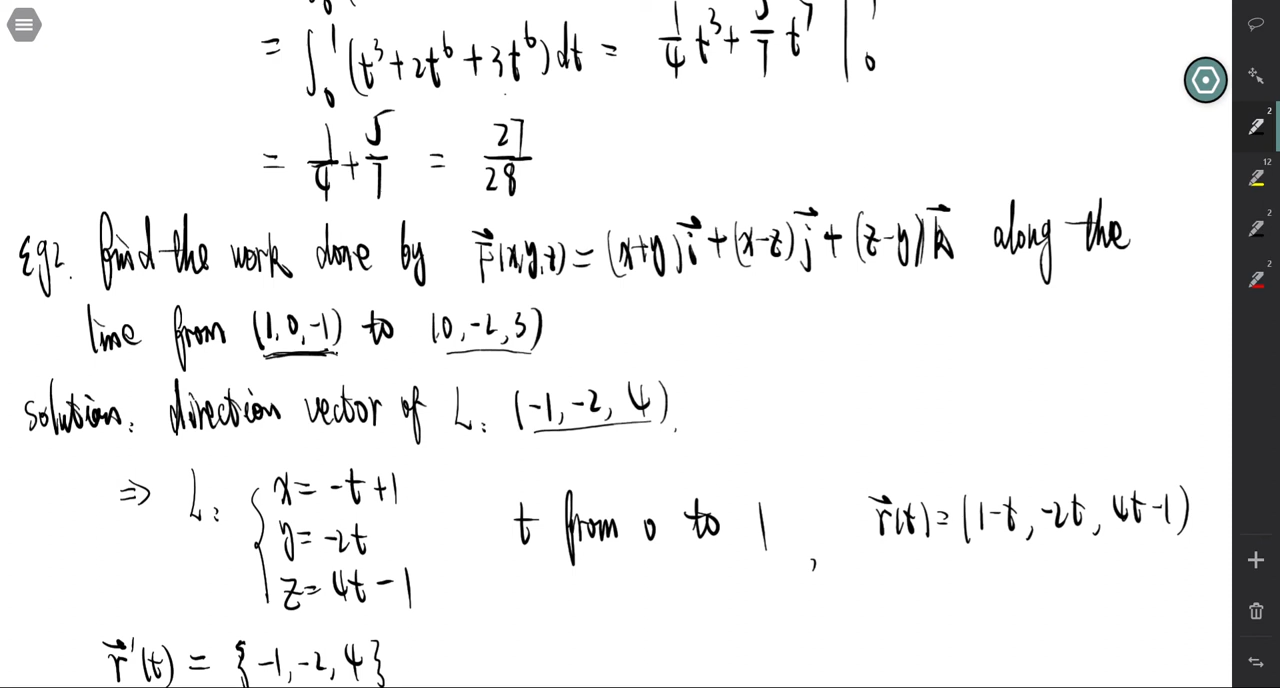 = ∫₀¹ (t³ + 2t⁶ + 3t⁶) dt = 1/4 t³ + 5/7 t⁷ |₀¹
= 1/4 + 5/7 = 27/28
Eg2. find the work done by F⃗(x,y,z) = (x+y)i⃗ + (x-z)j⃗ + (z-y)k⃗ along the
line from (1,0,-1) to (0,-2,3)
solution: direction vector of L: (-1,-2,4).
⇒ L: { x = -t+1
y = -2t t from 0 to 1, r⃗(t) = (1-t, -2t, 4t-1)
z = 4t-1
r⃗'(t) = {-1,-2,4}